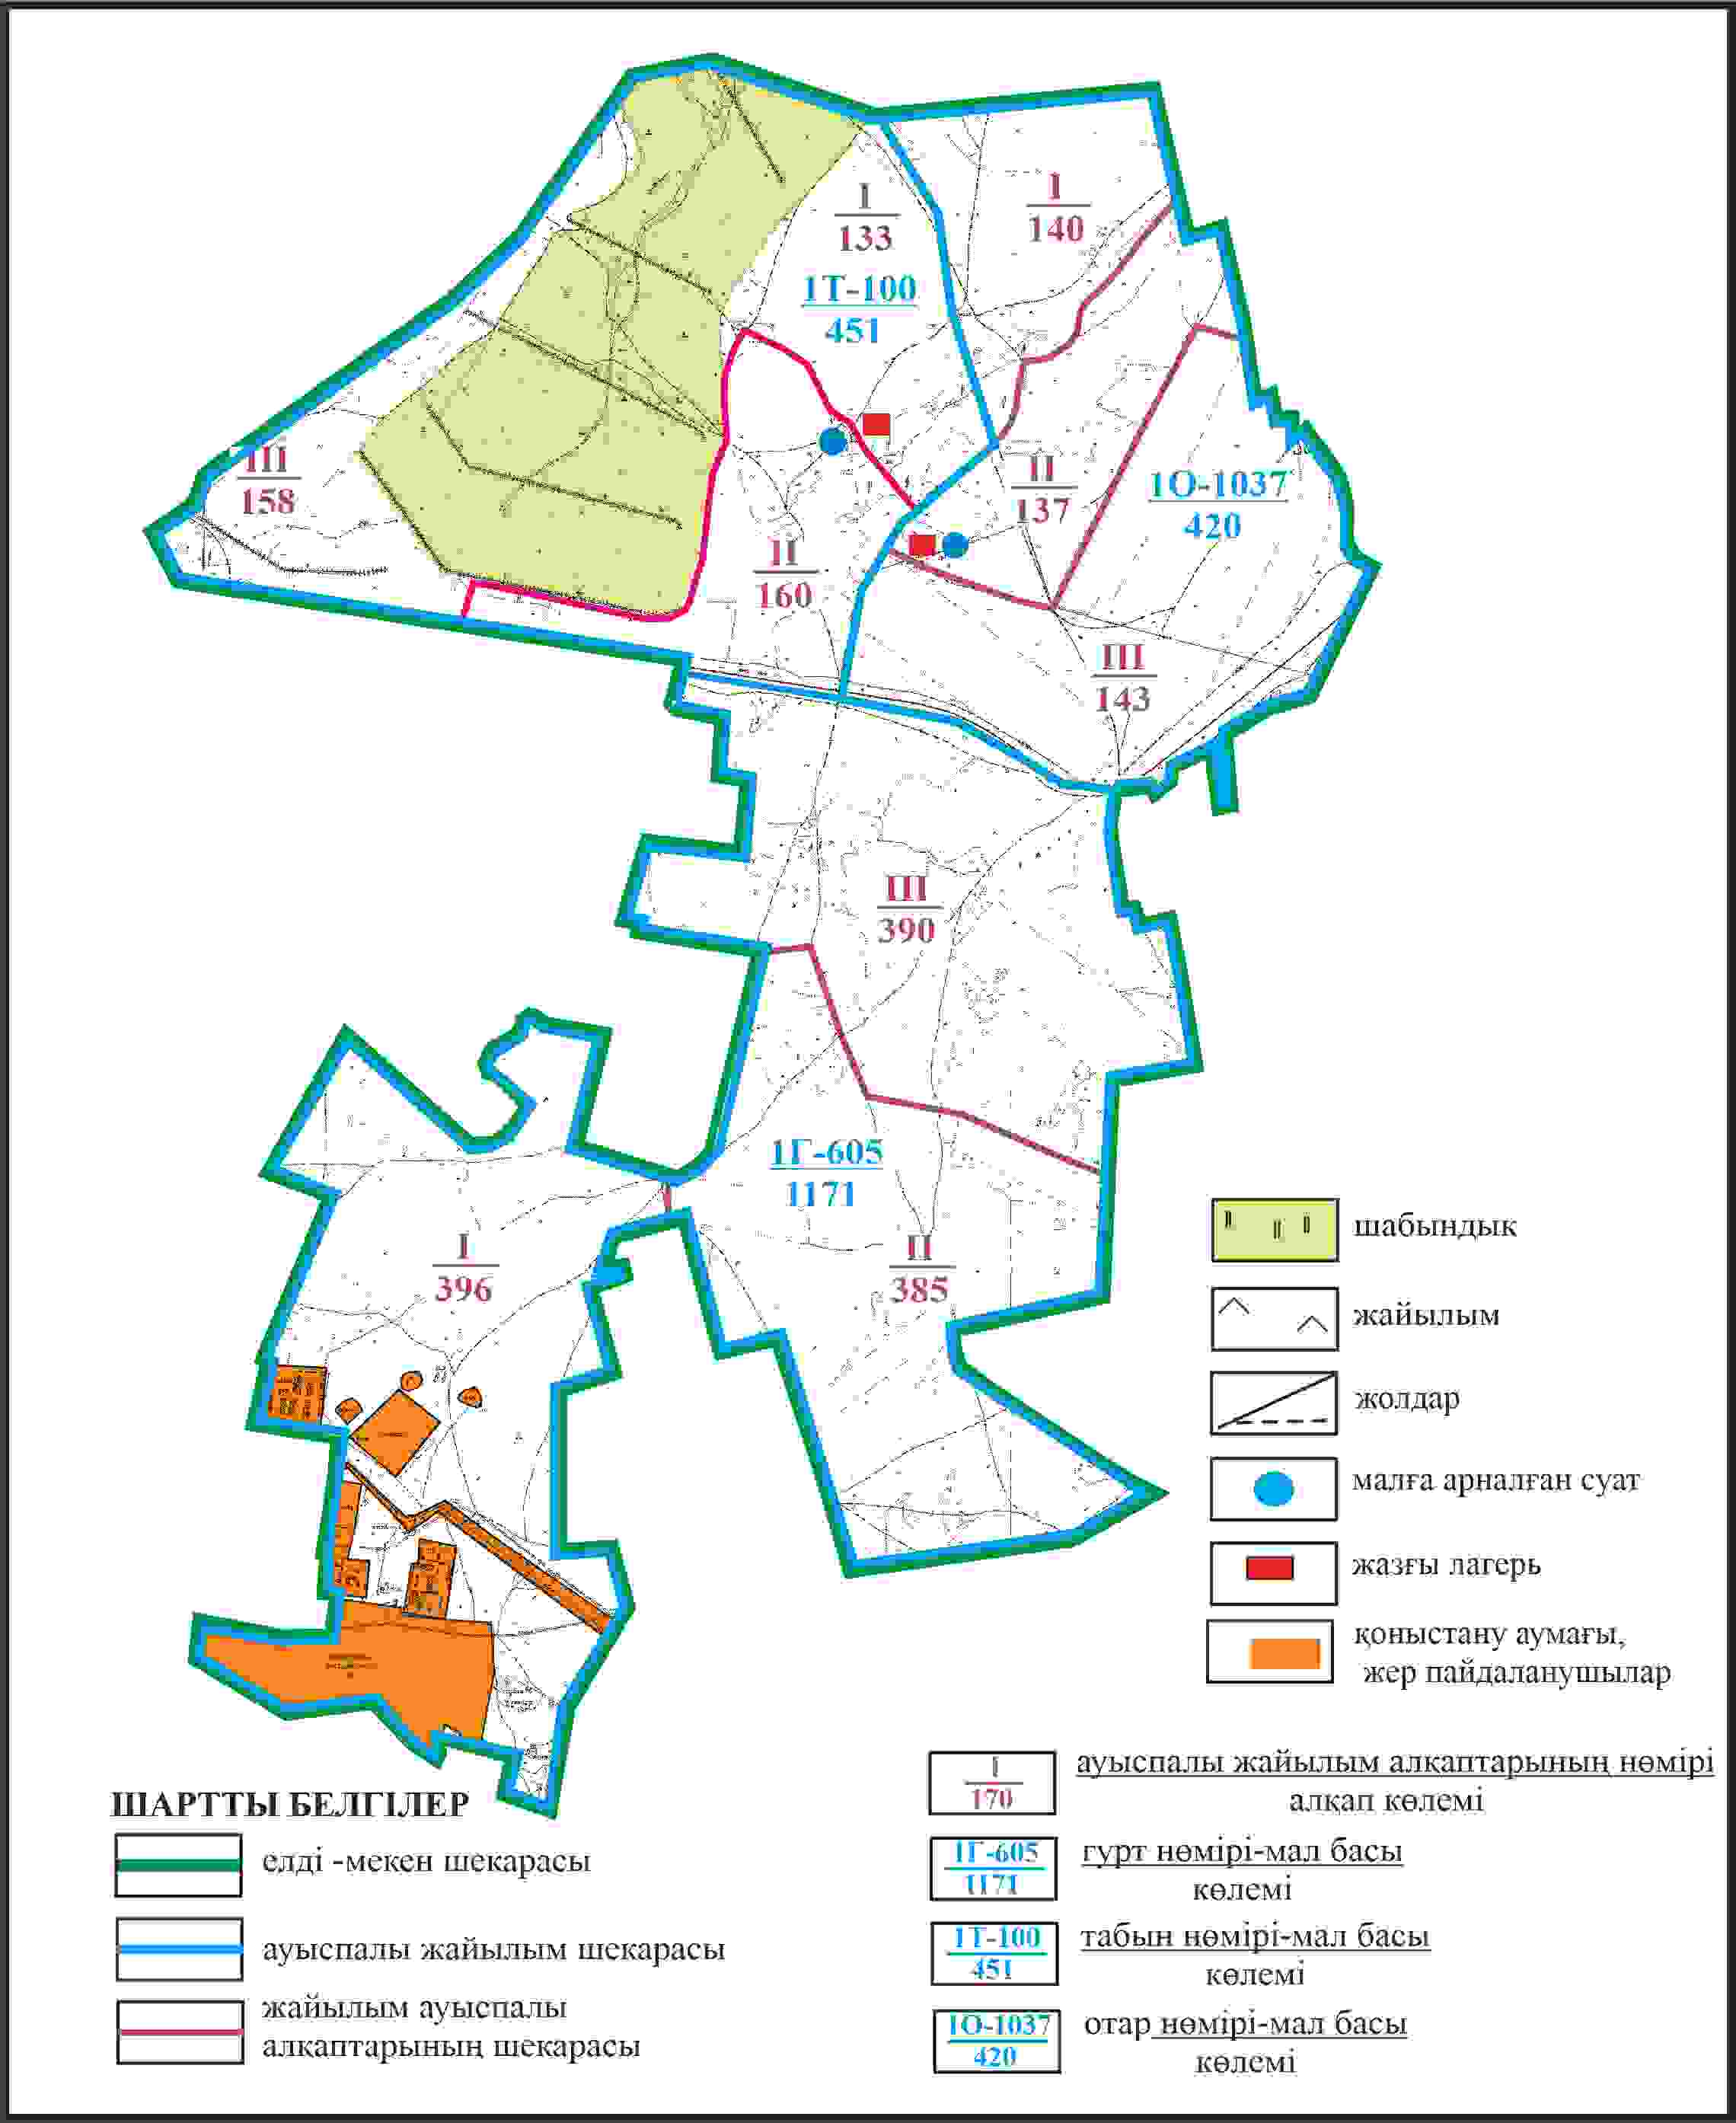 I
133
1Т-100
451
I
140
III
158
II
137
1О-1037
420
II
160
III
143
III
390
1Г-605
1171
I
396
II
385
шабындық
жайылым
жолдар
малға арналған суат
жазғы лагерь
қоныстану аумағы,
жер пайдаланушылар
ШАРТТЫ БЕЛГІЛЕР
елді -мекен шекарасы
ауыспалы жайылым шекарасы
жайылым ауыспалы
алқаптарының шекарасы
I
170
ауыспалы жайылым алқаптарының нөмірі
алқап көлемі
1Г-605
1171
гурт нөмірі-мал басы
көлемі
1Т-100
451
табын нөмірі-мал басы
көлемі
1О-1037
420
отар нөмірі-мал басы
көлемі